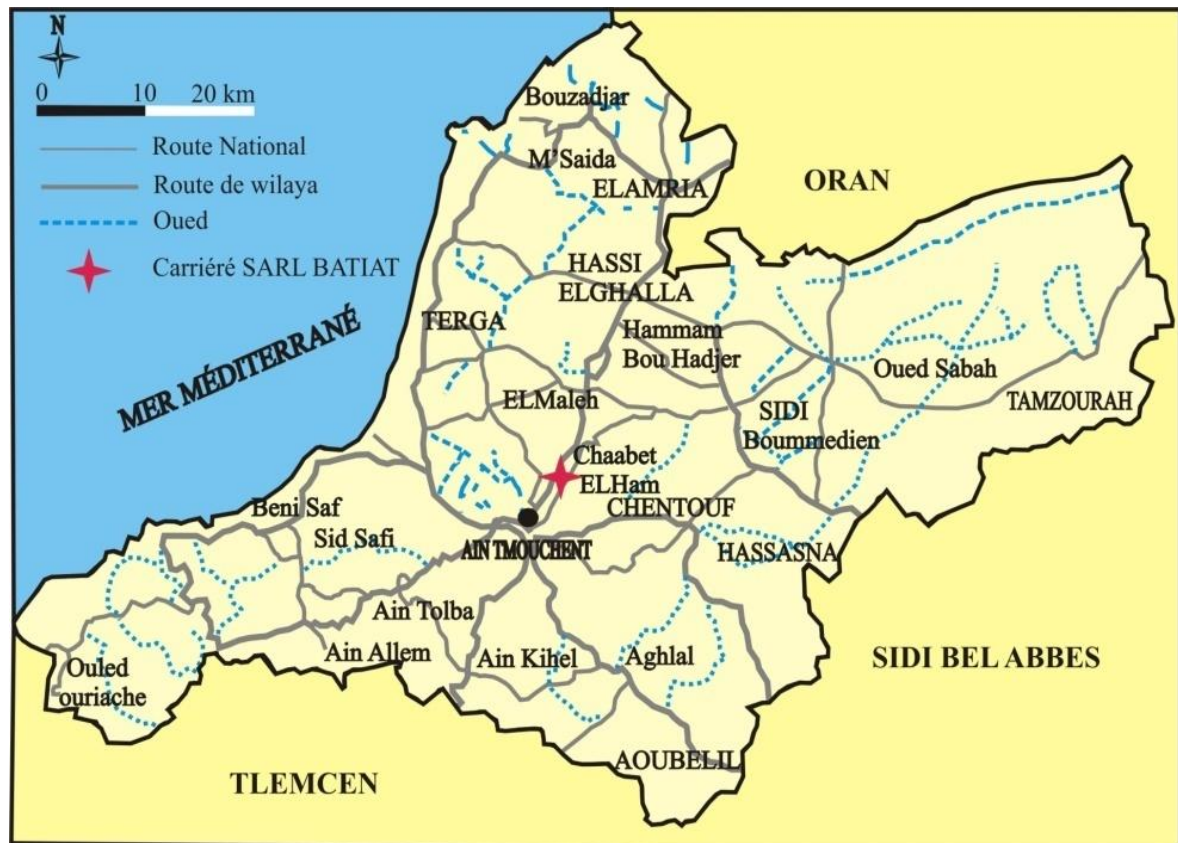 N
0 10 20 km
Route National
Route de wilaya
Oued
Carriéré SARL BATIAT
MER MÉDITERRANÉ
Bouzadjar
M'Saida
ELAMRIA
ORAN
HASSI
ELGHALLA
TERGA
Hammam
Bou Hadjer
Oued Sabah
ELMaleh
SIDI
Boummedien
TAMZOURAH
Chaabet
ELHam
CHENTOUF
Beni Saf
Sid Safi
AIN TMOUCHENT
HASSASNA
Ain Tolba
Ain Allem
Ain Kihel
Aghlal
Ouled
ouriache
SIDI BEL ABBES
AOUBELIL
TLEMCEN